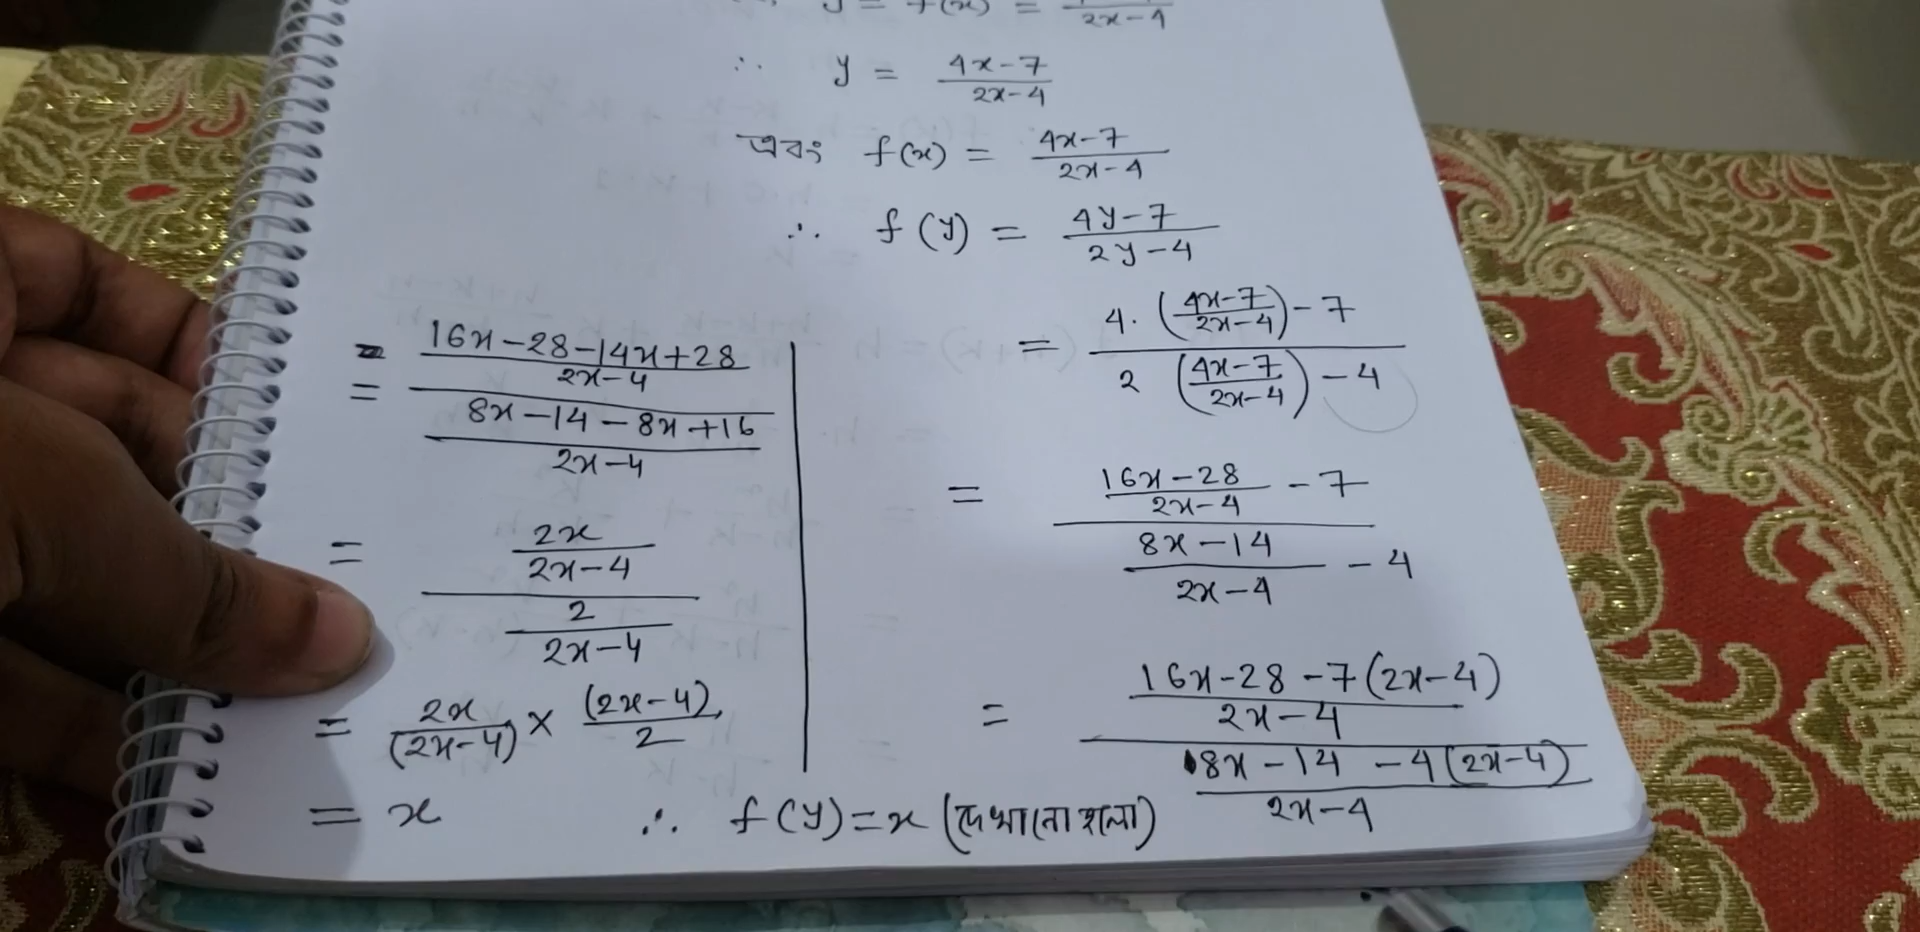 y = f(x) = ―/2x-4
∴ y = 4x-7/2x-4
এবং f(x) = 4x-7/2x-4
∴ f(y) = 4y-7/2y-4
= 4·(4x-7/2x-4)-7 / 2(4x-7/2x-4)-4
= (16x-28/2x-4 -7) / (8x-14/2x-4 -4)
= (16x-28-7(2x-4)/2x-4) / (8x-14-4(2x-4)/2x-4)
= (16x-28-14x+28/2x-4) / (8x-14-8x+16/2x-4)
= (2x/2x-4) / (2/2x-4)
= 2x/(2x-4) × (2x-4)/2
= x
∴ f(y)=x (দেখানো হলো)